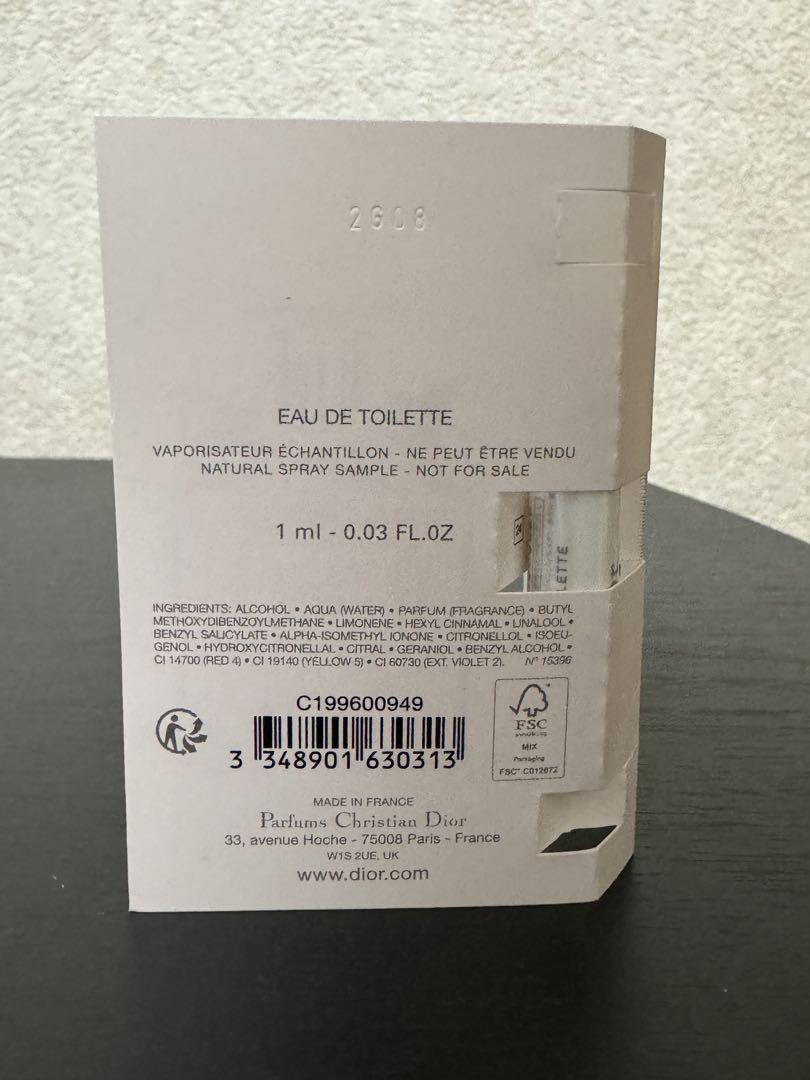 2G08
EAU DE TOILETTE
VAPORISATEUR ÉCHANTILLON - NE PEUT ÊTRE VENDU
NATURAL SPRAY SAMPLE - NOT FOR SALE
1 ml - 0.03 FL.OZ
24
LETTE
INGREDIENTS: ALCOHOL • AQUA (WATER) • PARFUM (FRAGRANCE) • BUTYL
METHOXYDIBENZOYLMETHANE • LIMONENE • HEXYL CINNAMAL • LINALOOL •
BENZYL SALICYLATE • ALPHA-ISOMETHYL IONONE • CITRONELLOL • ISOEU-
GENOL • HYDROXYCITRONELLAL • CITRAL • GERANIOL • BENZYL ALCOHOL •
CI 14700 (RED 4) • CI 19140 (YELLOW 5) • CI 60730 (EXT. VIOLET 2). N° 15396
C199600949
3 348901 630313
FSC
MIX
Packaging
FSC™ C012872
MADE IN FRANCE
Parfums Christian Dior
33, avenue Hoche - 75008 Paris - France
W1S 2UE, UK
www.dior.com